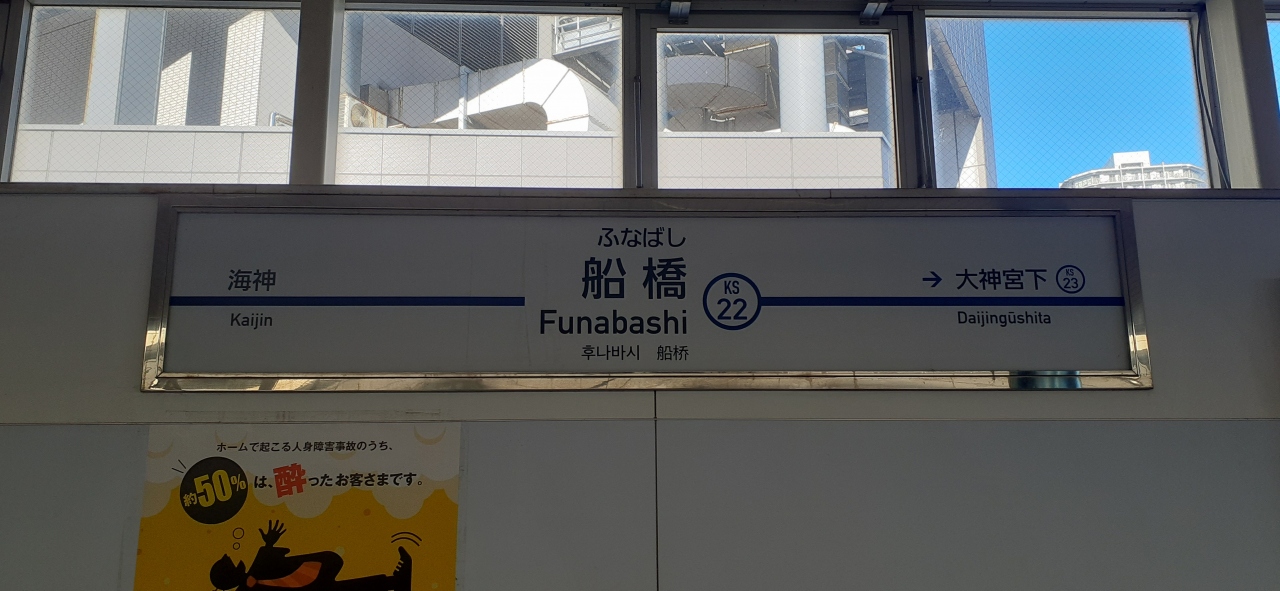 ふなばし
船橋
Funabashi
후나바시 船桥
KS
22
海神
Kaijin
→ 大神宮下
KS
23
Daijingūshita
ホームで起こる人身障害事故のうち、
約50%は、酔ったお客さまです。